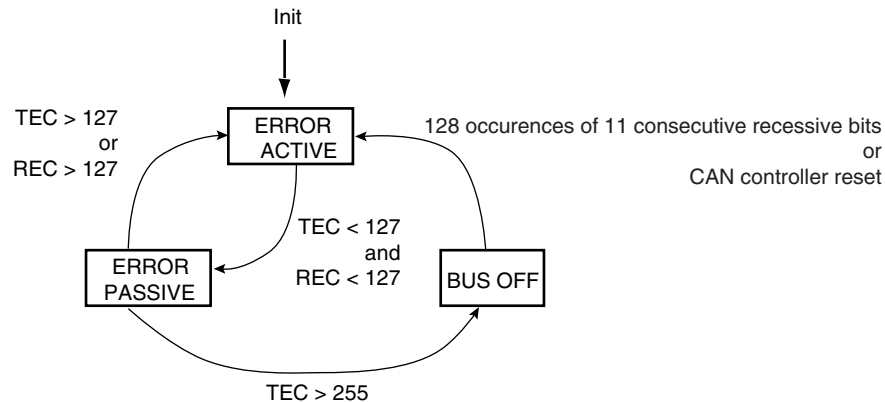 Init
TEC > 127
or
REC > 127
ERROR
ACTIVE
128 occurences of 11 consecutive recessive bits
or
CAN controller reset
TEC < 127
and
REC < 127
ERROR
PASSIVE
BUS OFF
TEC > 255